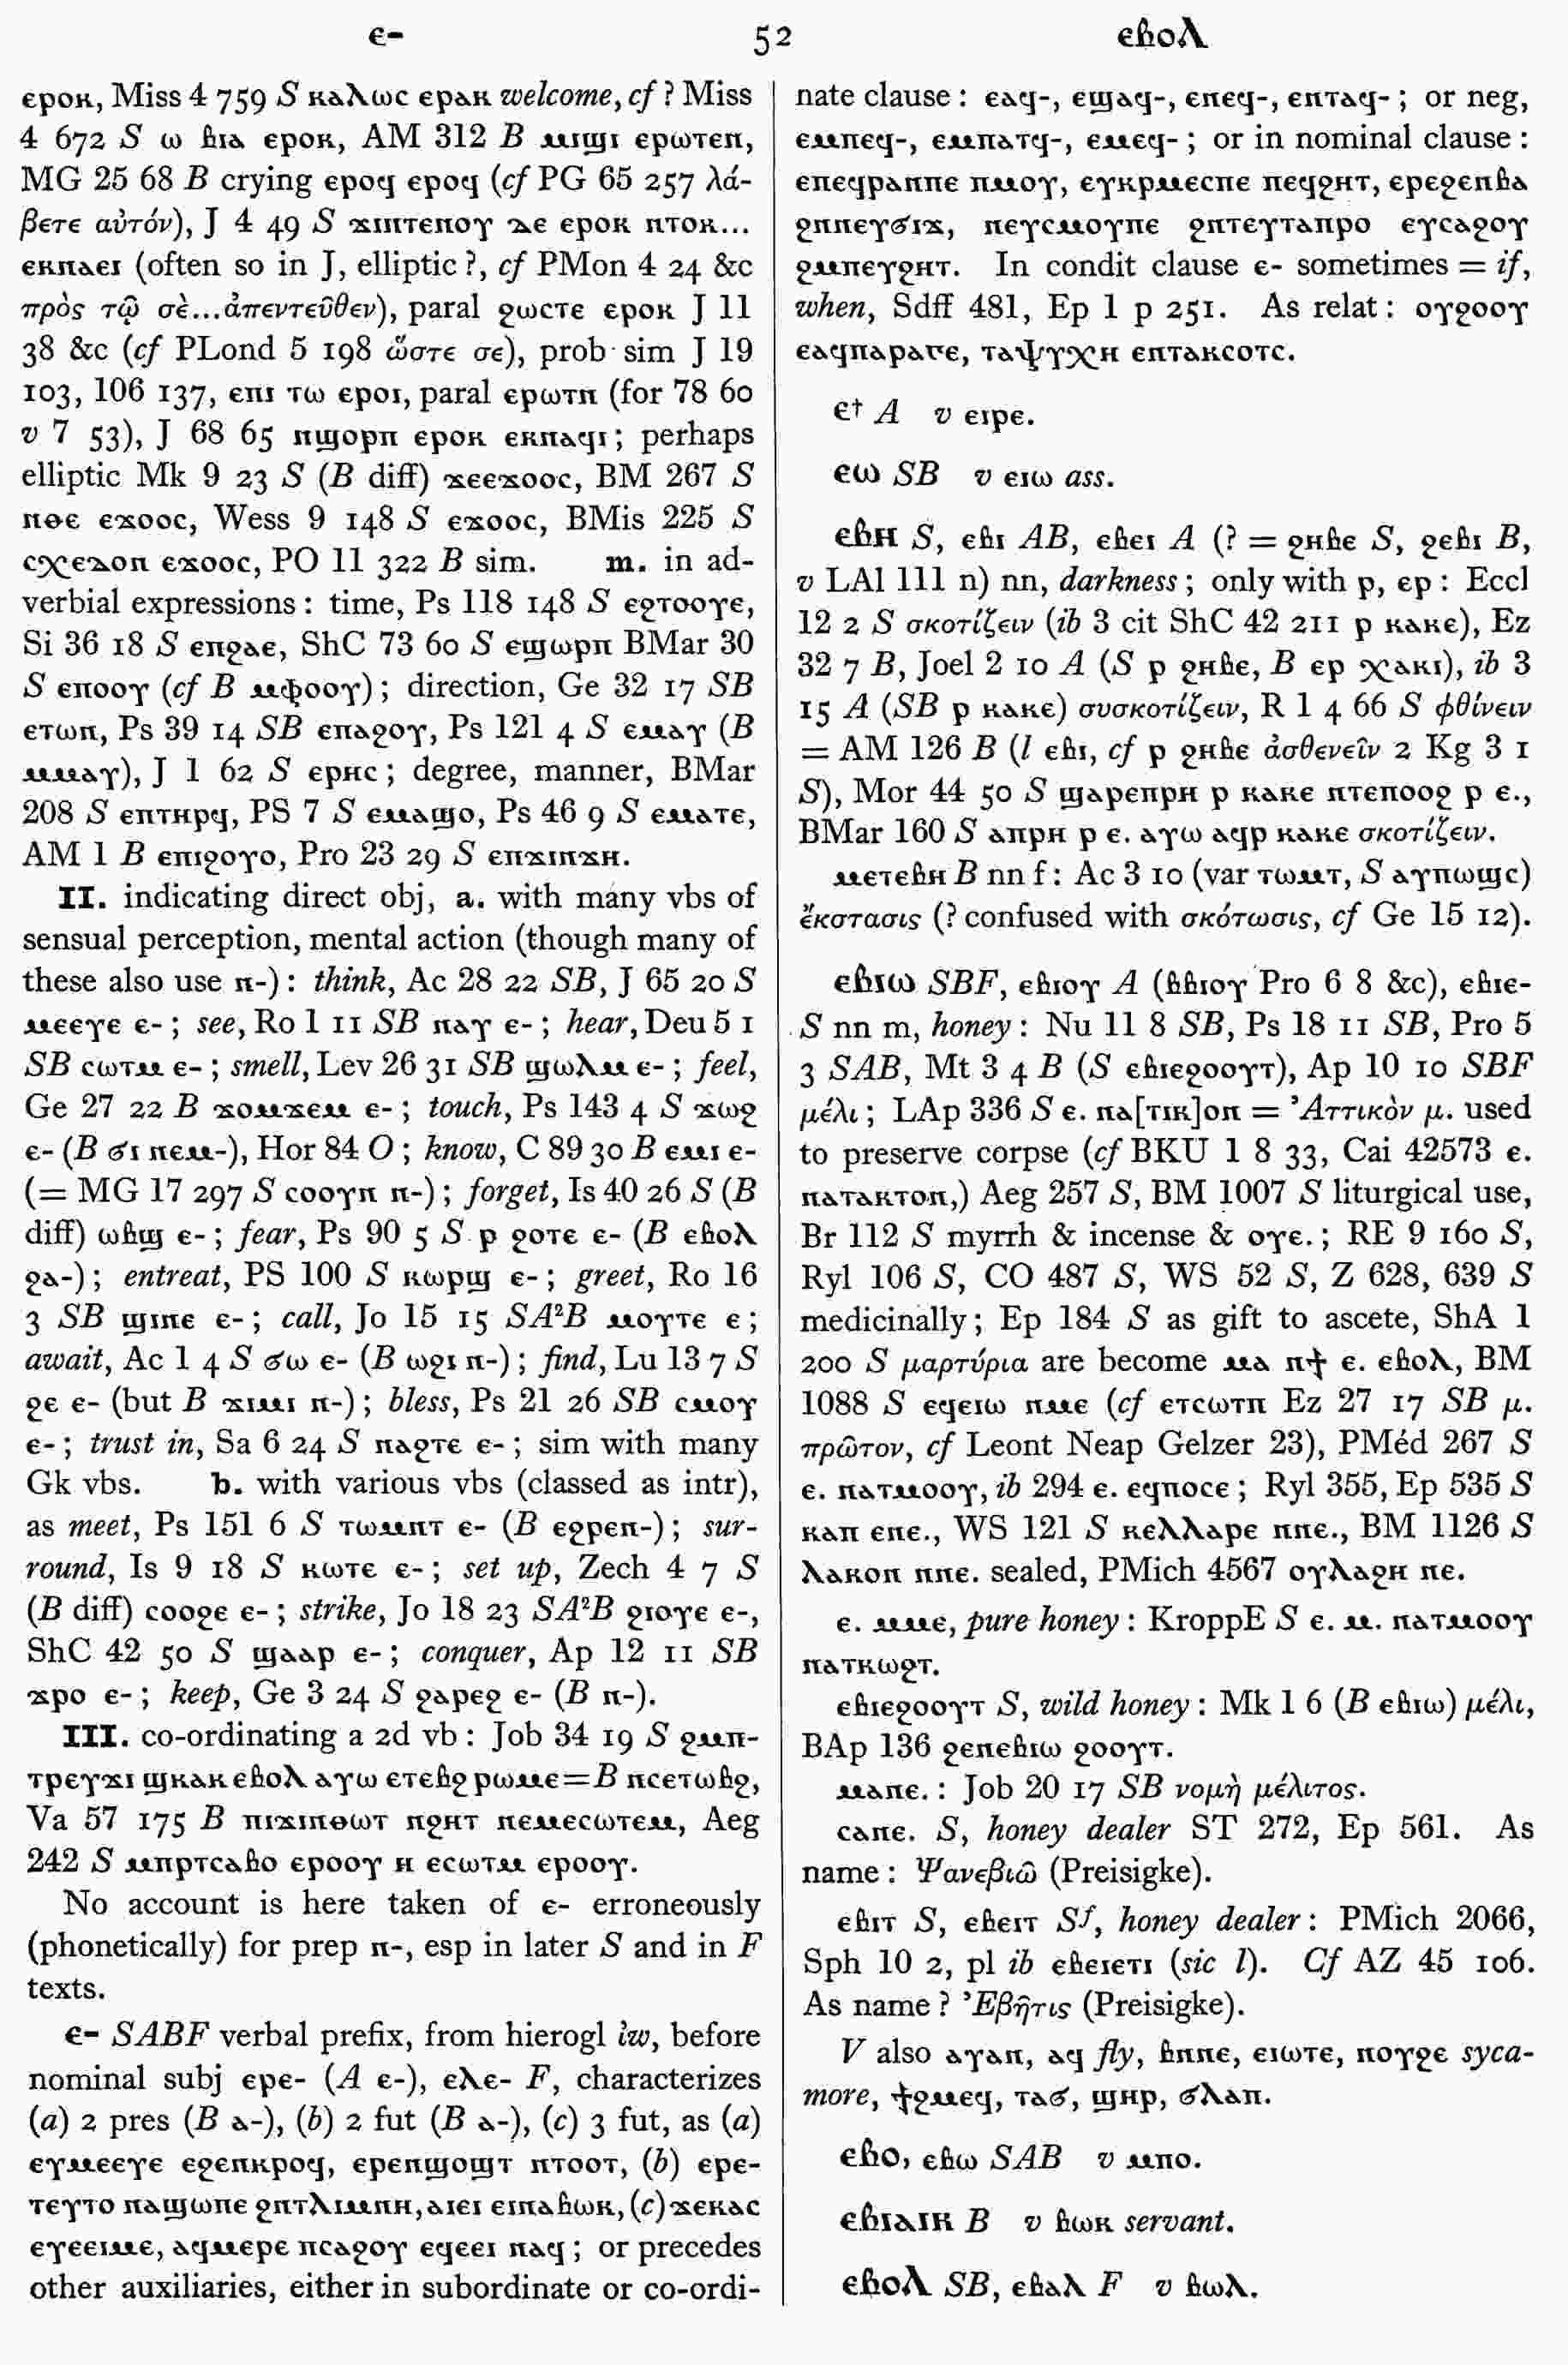 ⲉ- 52 ⲉⲃⲟⲗ
ⲉⲣⲟⲕ, Miss 4 759 S ⲕⲁⲗⲱⲥ ⲉⲣⲁⲕ welcome, cf ? Miss
4 672 S ⲱ ⲃⲓⲁ ⲉⲣⲟⲕ, AM 312 B ⲙⲓϣⲓ ⲉⲣⲱⲧⲉⲛ,
MG 25 68 B crying ⲉⲣⲟϥ ⲉⲣⲟϥ (cf PG 65 257 λά-
βετε αὐτόν), J 4 49 S ϫⲓⲛⲧⲉⲛⲟⲩ ϫⲉ ⲉⲣⲟⲕ ⲛⲧⲟⲕ...
ⲉⲕⲛⲁⲉⲓ (often so in J, elliptic ?, cf PMon 4 24 &c
πρὸς τῷ σὲ...ἀπεντεῦθεν), paral ϩⲱⲥⲧⲉ ⲉⲣⲟⲕ J 11
38 &c (cf PLond 5 198 ὥστε σε), prob sim J 19
103, 106 137, ⲉⲡⲓ ⲧⲱ ⲉⲣⲟⲓ, paral ⲉⲣⲱⲧⲛ (for 78 60
v 7 53), J 68 65 ⲛϣⲟⲣⲡ ⲉⲣⲟⲕ ⲉⲕⲛⲁϥⲓ; perhaps
elliptic Mk 9 23 S (B diff) ϫⲉⲉϫⲟⲟⲥ, BM 267 S
ⲛⲑⲉ ⲉϫⲟⲟⲥ, Wess 9 148 S ⲉϫⲟⲟⲥ, BMis 225 S
ⲥⲭⲉⲇⲟⲛ ⲉϫⲟⲟⲥ, PO 11 322 B sim. m. in ad-
verbial expressions: time, Ps 118 148 S ⲉϩⲧⲟⲟⲩⲉ,
Si 36 18 S ⲉⲡϩⲁⲉ, ShC 73 60 S ⲉϣⲱⲣⲡ BMar 30
S ⲉⲡⲟⲟⲩ (cf B ⲙⲫⲟⲟⲩ); direction, Ge 32 17 SB
ⲉⲧⲱⲛ, Ps 39 14 SB ⲉⲡⲁϩⲟⲩ, Ps 121 4 S ⲉⲙⲁⲩ (B
ⲙⲙⲁⲩ), J 1 62 S ⲉⲣⲏⲥ; degree, manner, BMar
208 S ⲉⲡⲧⲏⲣϥ, PS 7 S ⲉⲙⲁϣⲟ, Ps 46 9 S ⲉⲙⲁⲧⲉ,
AM 1 B ⲉⲡⲓϩⲟⲩⲟ, Pro 23 29 S ⲉⲡϫⲓⲛϫⲏ.
II. indicating direct obj, a. with many vbs of
sensual perception, mental action (though many of
these also use ⲛ-): think, Ac 28 22 SB, J 65 20 S
ⲙⲉⲉⲩⲉ ⲉ-; see, Ro 1 11 SB ⲛⲁⲩ ⲉ-; hear, Deu 5 1
SB ⲥⲱⲧⲙ ⲉ-; smell, Lev 26 31 SB ϣⲱⲗⲙ ⲉ-; feel,
Ge 27 22 B ϫⲟⲙϫⲉⲙ ⲉ-; touch, Ps 143 4 S ϫⲱϩ
ⲉ- (B ϭⲓ ⲛⲉⲙ-), Hor 84 O; know, C 89 30 B ⲉⲙⲓ ⲉ-
(= MG 17 297 S ⲥⲟⲟⲩⲛ ⲛ-); forget, Is 40 26 S (B
diff) ⲱⲃϣ ⲉ-; fear, Ps 90 5 S ⲣ ϩⲟⲧⲉ ⲉ- (B ⲉⲃⲟⲗ
ϩⲁ-); entreat, PS 100 S ⲕⲱⲣϣ ⲉ-; greet, Ro 16
3 SB ϣⲓⲛⲉ ⲉ-; call, Jo 15 15 SA²B ⲙⲟⲩⲧⲉ ⲉ;
await, Ac 1 4 S ϭⲱ ⲉ- (B ⲱϩⲓ ⲛ-); find, Lu 13 7 S
ϩⲉ ⲉ- (but B ϫⲓⲙⲓ ⲛ-); bless, Ps 21 26 SB ⲥⲙⲟⲩ
ⲉ-; trust in, Sa 6 24 S ⲛⲁϩⲧⲉ ⲉ-; sim with many
Gk vbs. b. with various vbs (classed as intr),
as meet, Ps 151 6 S ⲧⲱⲙⲛⲧ ⲉ- (B ⲉϩⲣⲉⲛ-); sur-
round, Is 9 18 S ⲕⲱⲧⲉ ⲉ-; set up, Zech 4 7 S
(B diff) ⲥⲟⲟϩⲉ ⲉ-; strike, Jo 18 23 SA²B ϩⲓⲟⲩⲉ ⲉ-,
ShC 42 50 S ϣⲁⲁⲣ ⲉ-; conquer, Ap 12 11 SB
ϫⲣⲟ ⲉ-; keep, Ge 3 24 S ϩⲁⲣⲉϩ ⲉ- (B ⲛ-).
III. co-ordinating a 2d vb: Job 34 19 S ϩⲙⲡ-
ⲧⲣⲉⲩϫⲓ ϣⲕⲁⲕ ⲉⲃⲟⲗ ⲁⲩⲱ ⲉⲧⲉⲃϩ ⲣⲱⲙⲉ=B ⲛⲥⲉⲧⲱⲃϩ,
Va 57 175 B ⲡⲓϫⲓⲛⲑⲱⲧ ⲛϩⲏⲧ ⲛⲉⲙⲉⲥⲱⲧⲉⲙ, Aeg
242 S ⲙⲡⲣⲧⲥⲁⲃⲟ ⲉⲣⲟⲟⲩ ⲏ ⲉⲥⲱⲧⲙ ⲉⲣⲟⲟⲩ.
No account is here taken of ⲉ- erroneously
(phonetically) for prep ⲛ-, esp in later S and in F
texts.
ⲉ- SABF verbal prefix, from hierogl ỉw, before
nominal subj ⲉⲣⲉ- (A ⲉ-), ⲉⲗⲉ- F, characterizes
(a) 2 pres (B ⲁ-), (b) 2 fut (B ⲁ-), (c) 3 fut, as (a)
ⲉⲩⲙⲉⲉⲩⲉ ⲉϩⲉⲛⲕⲣⲟϥ, ⲉⲣⲉⲡϣⲟϣⲧ ⲛⲧⲟⲟⲧ, (b) ⲉⲣⲉ-
ⲧⲉⲩⲧⲟ ⲛⲁϣⲱⲡⲉ ϩⲛⲧⲗⲓⲙⲛⲏ, ⲁⲓⲉⲓ ⲉⲓⲛⲁⲃⲱⲕ, (c) ϫⲉⲕⲁⲥ
ⲉⲩⲉⲉⲓⲙⲉ, ⲁϥⲙⲉⲣⲉ ⲡⲥⲁϩⲟⲩ ⲉϥⲉⲉⲓ ⲛⲁϥ; or precedes
other auxiliaries, either in subordinate or co-ordi-
nate clause: ⲉⲁϥ-, ⲉϣⲁϥ-, ⲉⲛⲉϥ-, ⲉⲛⲧⲁϥ-; or neg,
ⲉⲙⲡⲉϥ-, ⲉⲙⲡⲁⲧϥ-, ⲉⲙⲉϥ-; or in nominal clause:
ⲉⲡⲉϥⲣⲁⲛⲡⲉ ⲡⲙⲟⲩ, ⲉⲩⲕⲣⲙⲉⲥⲡⲉ ⲡⲉϥϩⲏⲧ, ⲉⲣⲉϩⲉⲛⲃⲁ
ϩⲛⲛⲉⲩϭⲓϫ, ⲡⲉⲩⲥⲙⲟⲩⲡⲉ ϩⲛⲧⲉⲩⲧⲁⲡⲣⲟ ⲉⲩⲥⲁϩⲟⲩ
ϩⲙⲡⲉⲩϩⲏⲧ. In condit clause ⲉ- sometimes = if,
when, Sdff 481, Ep 1 p 251. As relat: ⲟⲩϩⲟⲟⲩ
ⲉⲁϥⲡⲁⲣⲁⲅⲉ, ⲧⲁⲯⲩⲭⲏ ⲉⲛⲧⲁⲕⲥⲟⲧⲥ.
ⲉ† A v ⲉⲓⲣⲉ.
ⲉⲱ SB v ⲉⲓⲱ ass.
ⲉⲃⲏ S, ⲉⲃⲓ AB, ⲉⲃⲉⲓ A (? = ϩⲏⲃⲉ S, ϩⲉⲃⲓ B,
v LAl 111 n) nn, darkness; only with ⲣ, ⲉⲣ: Eccl
12 2 S σκοτίζειν (ib 3 cit ShC 42 211 ⲣ ⲕⲁⲕⲉ), Ez
32 7 B, Joel 2 10 A (S ⲣ ϩⲏⲃⲉ, B ⲉⲣ ⲭⲁⲕⲓ), ib 3
15 A (SB ⲣ ⲕⲁⲕⲉ) συσκοτίζειν, R 1 4 66 S φθίνειν
= AM 126 B (l ⲉⲃⲓ, cf ⲣ ϩⲏⲃⲉ ἀσθενεῖν 2 Kg 3 1
S), Mor 44 50 S ϣⲁⲣⲉⲡⲣⲏ ⲣ ⲕⲁⲕⲉ ⲛⲧⲉⲡⲟⲟϩ ⲣ ⲉ.,
BMar 160 S ⲁⲡⲣⲏ ⲣ ⲉ. ⲁⲩⲱ ⲁϥⲣ ⲕⲁⲕⲉ σκοτίζειν.
ⲙⲉⲧⲉⲃⲏ B nn f: Ac 3 10 (var ⲧⲱⲙⲧ, S ⲁⲩⲡⲱϣⲥ)
ἔκστασις (? confused with σκότωσις, cf Ge 15 12).
ⲉⲃⲓⲱ SBF, ⲉⲃⲓⲟⲩ A (ⲃⲃⲓⲟⲩ Pro 6 8 &c), ⲉⲃⲓⲉ-
S nn m, honey: Nu 11 8 SB, Ps 18 11 SB, Pro 5
3 SAB, Mt 3 4 B (S ⲉⲃⲓⲉϩⲟⲟⲩⲧ), Ap 10 10 SBF
μέλι; LAp 336 S ⲉ. ⲛⲁ[ⲧⲓⲕ]ⲟⲛ = Ἀττικὸν μ. used
to preserve corpse (cf BKU 1 8 33, Cai 42573 ⲉ.
ⲛⲁⲧⲁⲕⲧⲟⲛ,) Aeg 257 S, BM 1007 S liturgical use,
Br 112 S myrrh & incense & ⲟⲩⲉ.; RE 9 160 S,
Ryl 106 S, CO 487 S, WS 52 S, Z 628, 639 S
medicinally; Ep 184 S as gift to ascete, ShA 1
200 S μαρτύρια are become ⲙⲁ ⲛϯ ⲉ. ⲉⲃⲟⲗ, BM
1088 S ⲉϥⲉⲓⲱ ⲛⲙⲉ (cf ⲉⲧⲥⲱⲧⲡ Ez 27 17 SB μ.
πρῶτον, cf Leont Neap Gelzer 23), PMéd 267 S
ⲉ. ⲛⲁⲧⲙⲟⲟⲩ, ib 294 ⲉ. ⲉϥⲡⲟⲥⲉ; Ryl 355, Ep 535 S
ⲕⲁⲡ ⲉⲛⲉ., WS 121 S ⲕⲉⲗⲗⲁⲣⲉ ⲛⲛⲉ., BM 1126 S
ⲗⲁⲕⲟⲛ ⲛⲛⲉ. sealed, PMich 4567 ⲟⲩⲗⲁϩⲏ ⲛⲉ.
ⲉ. ⲙⲙⲉ, pure honey: KroppE S ⲉ. ⲙ. ⲛⲁⲧⲙⲟⲟⲩ
ⲛⲁⲧⲕⲱϩⲧ.
ⲉⲃⲓⲉϩⲟⲟⲩⲧ S, wild honey: Mk 1 6 (B ⲉⲃⲓⲱ) μέλι,
BAp 136 ϩⲉⲛⲉⲃⲓⲱ ϩⲟⲟⲩⲧ.
ⲙⲁⲛⲉ.: Job 20 17 SB νομὴ μέλιτος.
ⲥⲁⲛⲉ. S, honey dealer ST 272, Ep 561. As
name: Ψανεβιῶ (Preisigke).
ⲉⲃⲓⲧ S, ⲉⲃⲉⲓⲧ Sᶠ, honey dealer: PMich 2066,
Sph 10 2, pl ib ⲉⲃⲉⲓⲉⲧⲓ (sic l). Cf AZ 45 106.
As name? Ἐβῆτις (Preisigke).
V also ⲁⲩⲁⲛ, ⲁϥ fly, ⲃⲛⲛⲉ, ⲉⲓⲱⲧⲉ, ⲛⲟⲩϩⲉ syca-
more, ϯϩⲙⲉϥ, ⲧⲁϭ, ϣⲏⲣ, ϭⲗⲁⲡ.
ⲉⲃⲟ, ⲉⲃⲱ SAB v ⲙⲡⲟ.
ⲉⲃⲓⲁⲓⲕ B v ⲃⲱⲕ servant.
ⲉⲃⲟⲗ SB, ⲉⲃⲁⲗ F v ⲃⲱⲗ.